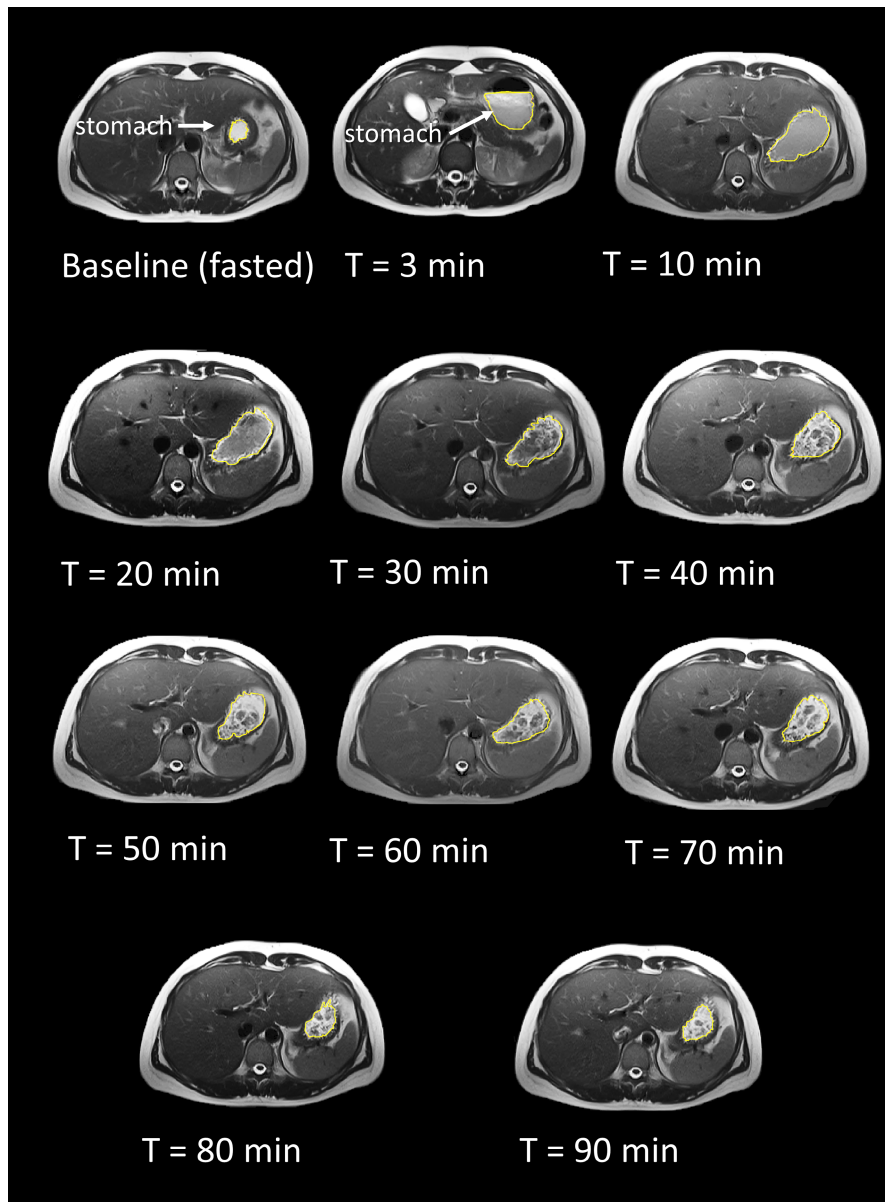 stomach
stomach
Baseline (fasted)
T = 3 min
T = 10 min
T = 20 min
T = 30 min
T = 40 min
T = 50 min
T = 60 min
T = 70 min
T = 80 min
T = 90 min